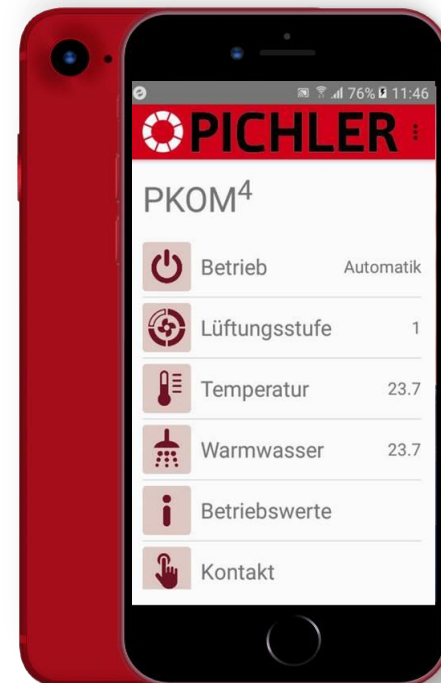 76% 11:46
PICHLER
PKOM⁴
Betrieb Automatik
Lüftungsstufe 1
Temperatur 23.7
Warmwasser 23.7
Betriebswerte
Kontakt